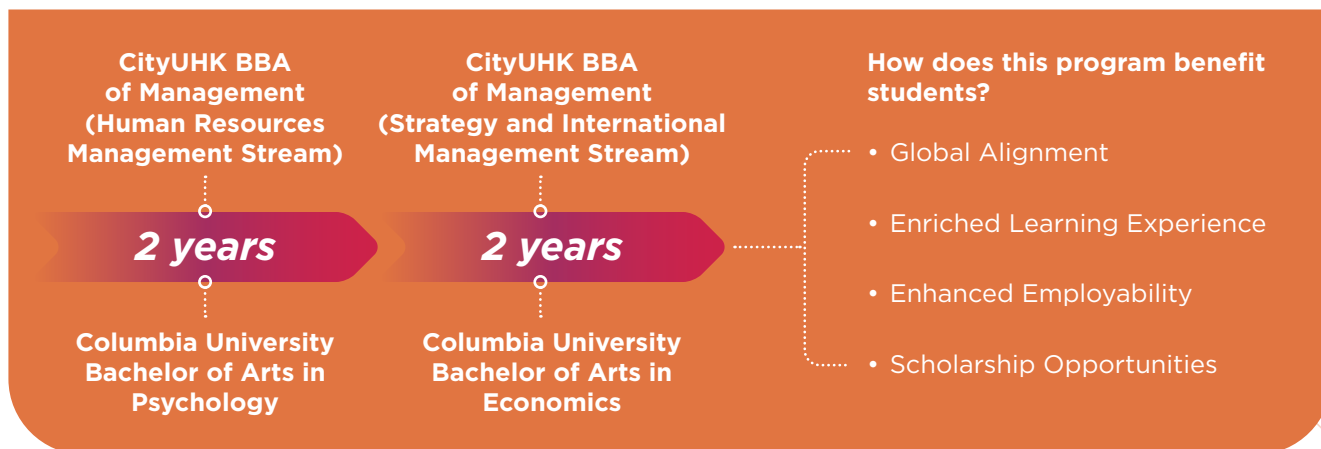 CityUHK BBA
of Management
(Human Resources
Management Stream)
2 years
Columbia University
Bachelor of Arts in
Psychology
CityUHK BBA
of Management
(Strategy and International
Management Stream)
2 years
Columbia University
Bachelor of Arts in
Economics
How does this program benefit
students?
• Global Alignment
• Enriched Learning Experience
• Enhanced Employability
• Scholarship Opportunities